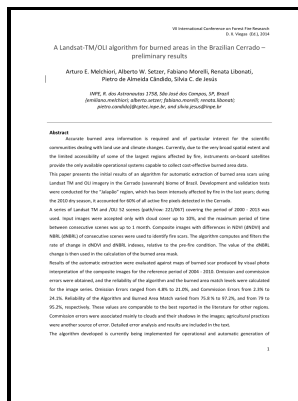 VII International Conference on Forest Fire Research
D. X. Viegas (Ed.), 2014
A Landsat-TM/OLI algorithm for burned areas in the Brazilian Cerrado –
preliminary results
Arturo E. Melchiori, Alberto W. Setzer, Fabiano Morelli, Renata Libonati,
Pietro de Almeida Cândido, Silvia C. de Jesús
INPE, R. dos Astronautas 1758, São José dos Campos, SP, Brazil
(emiliano.melchiori; alberto.setzer; fabiano.morelli; renata.libonati;
pietro.candido)@cptec.inpe.br, and silvia.jesus@inpe.br
Abstract
Accurate burned area information is required and of particular interest for the scientific
communities dealing with land use and climate changes. Currently, due to the very broad spatial extent and
the limited accessibility of some of the largest regions affected by fire, instruments on-board satellites
provide the only available operational systems capable to collect cost-effective burned area data.
This paper presents the initial results of an algorithm for automatic extraction of burned area scars using
Landsat TM and OLI imagery in the Cerrado (savannah) biome of Brazil. Development and validation tests
were conducted for the "Jalapão" region, which has been intensely affected by fire in the last years; during
the 2010 dry season, it accounted for 60% of all active fire pixels detected in the Cerrado.
A series of Landsat TM and /OLI 52 scenes (path/row 221/067) covering the period of 2000 - 2013 was
used. Input images were accepted only with cloud cover up to 10%, and the maximum period of time
between consecutive scenes was up to 1 month. Composite images with differences in NDVI (dNDVI) and
NBRL (dNBRL) of consecutive scenes were used to identify fire scars. The algorithm computes and filters
the rate of change in dNDVI and dNBRL indexes, relative to the pre-fire condition. The value of the dNBRL
change is then used in the calculation of the burned area mask.
Results of the automatic extraction were evaluated against maps of burned scar produced by visual photo
interpretation of the composite images for the reference period of 2004 - 2010. Omission and commission
errors were obtained, and the reliability of the algorithm and the burned area match levels were calculated
for the image series. Omission Errors ranged from 4.8% to 21.0%, and Commission Errors from 2.3% to
24.1%. Reliability of the Algorithm and Burned Area Match varied from 75.8 % to 97.2%, and from 79 to
95.2%, respectively. These values are comparable to the best reported in the literature for other regions.
Commission errors were associated mainly to clouds and their shadows in the images; agricultural practices
were another source of error. Detailed error analysis and results are included in the text.
The algorithm developed is currently being implemented for operational and automatic generation of
1